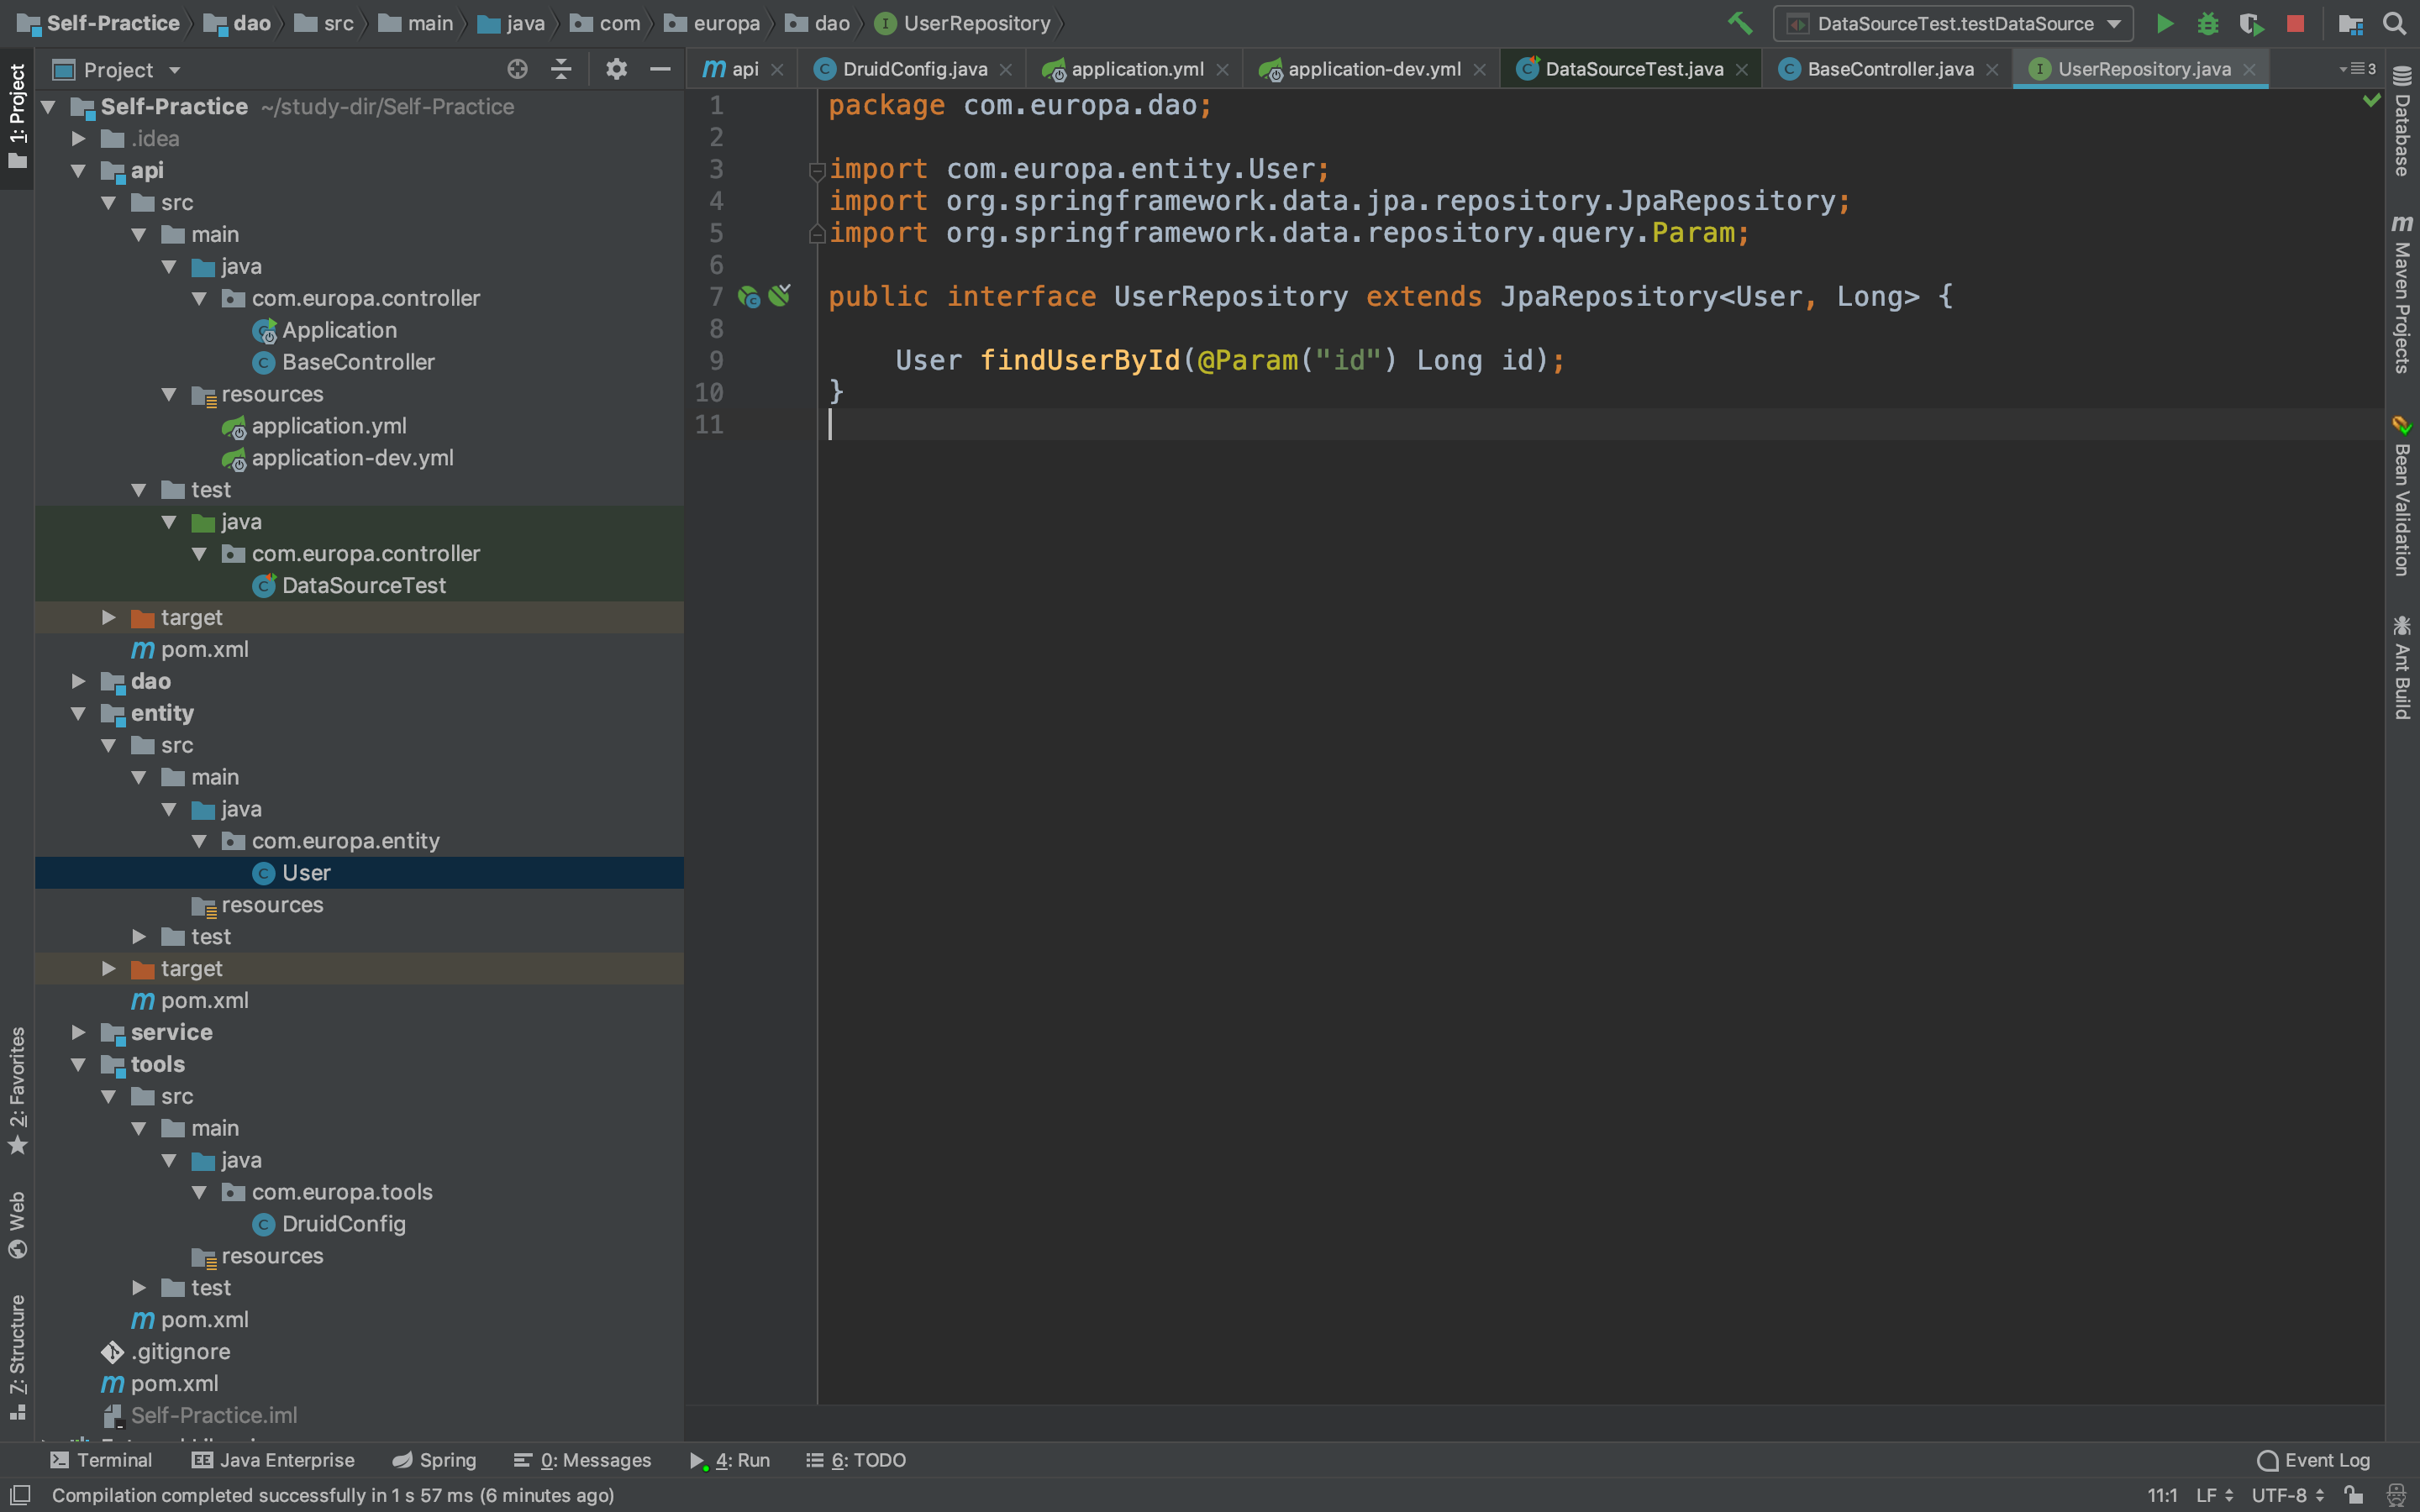 Self-Practice dao src main java com europa dao UserRepository
DataSourceTest.testDataSource
Project
api DruidConfig.java application.yml application-dev.yml DataSourceTest.java BaseController.java UserRepository.java 3
1: Project
2: Favorites
Web
Z: Structure
Self-Practice ~/study-dir/Self-Practice
.idea
api
src
main
java
com.europa.controller
Application
BaseController
resources
application.yml
application-dev.yml
test
java
com.europa.controller
DataSourceTest
target
pom.xml
dao
entity
src
main
java
com.europa.entity
User
resources
test
target
pom.xml
service
tools
src
main
java
com.europa.tools
DruidConfig
resources
test
pom.xml
.gitignore
pom.xml
Self-Practice.iml
1 package com.europa.dao;
2
3 import com.europa.entity.User;
4 import org.springframework.data.jpa.repository.JpaRepository;
5 import org.springframework.data.repository.query.Param;
6
7 public interface UserRepository extends JpaRepository<User, Long> {
8
9 User findUserById(@Param("id") Long id);
10 }
11
Database
Maven Projects
Bean Validation
Ant Build
Terminal Java Enterprise Spring 0: Messages 4: Run 6: TODO Event Log
Compilation completed successfully in 1 s 57 ms (6 minutes ago) 11:1 LF UTF-8